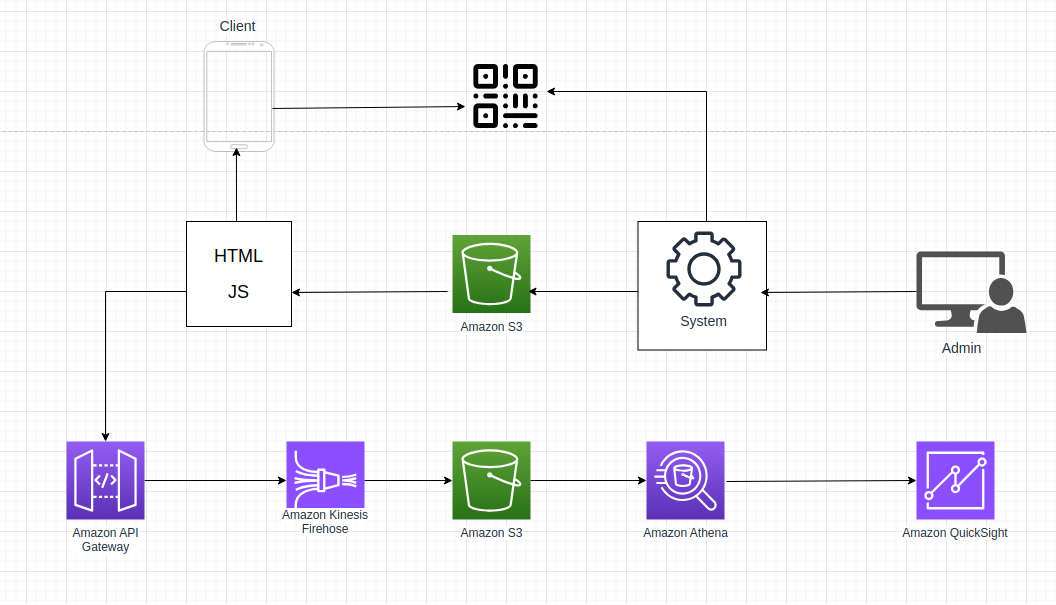 Client
HTML
JS
Amazon S3
System
Admin
Amazon API
Gateway
Amazon Kinesis
Firehose
Amazon S3
Amazon Athena
Amazon QuickSight